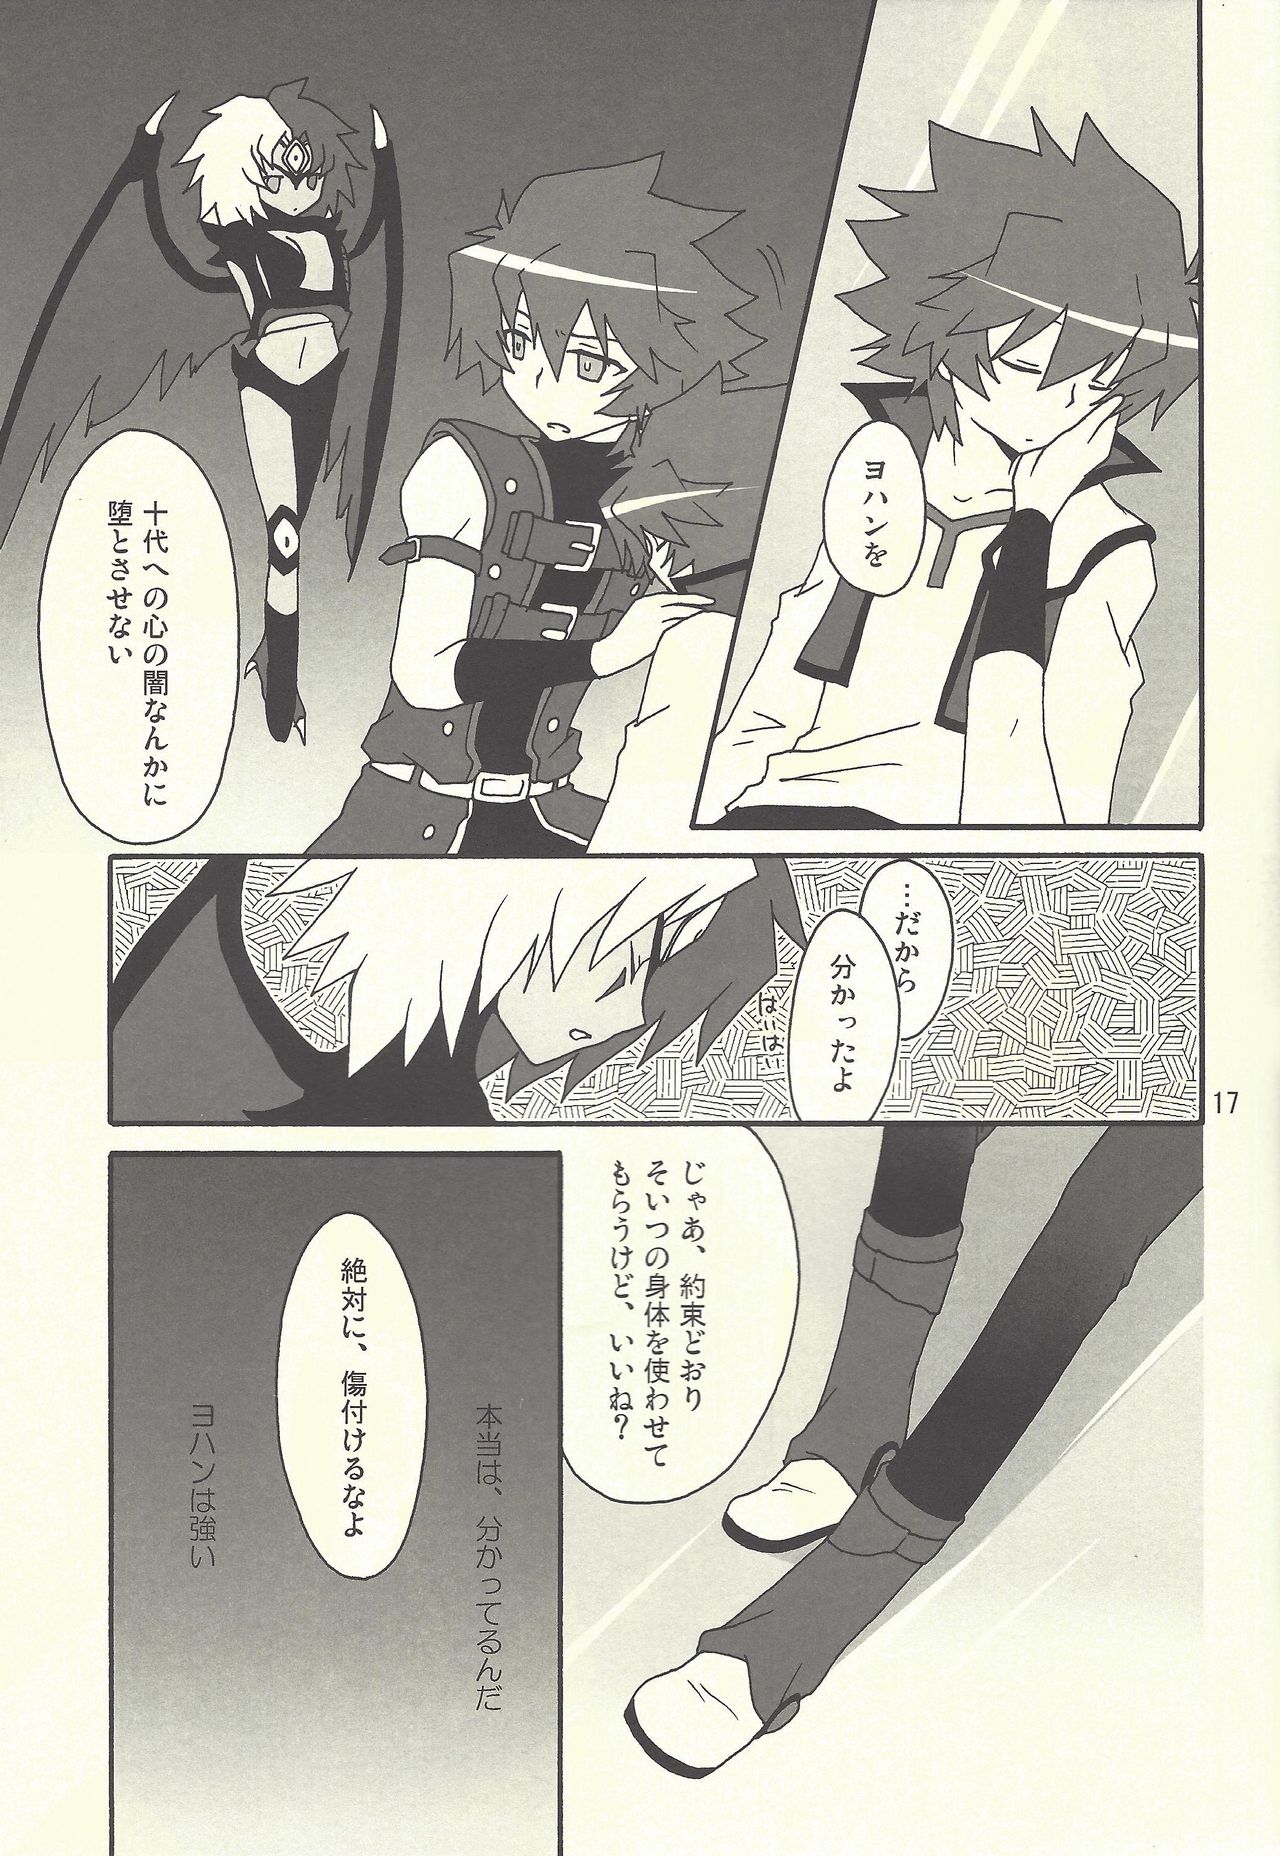 ヨハンを
十代への心の闇なんかに
堕とさせない
…だから
分かったよ
はいはい
じゃあ、約束どおり
そいつの身体を使わせて
もらうけど、いいね？
本当は、分かってるんだ
絶対に、傷付けるなよ
ヨハンは強い
17